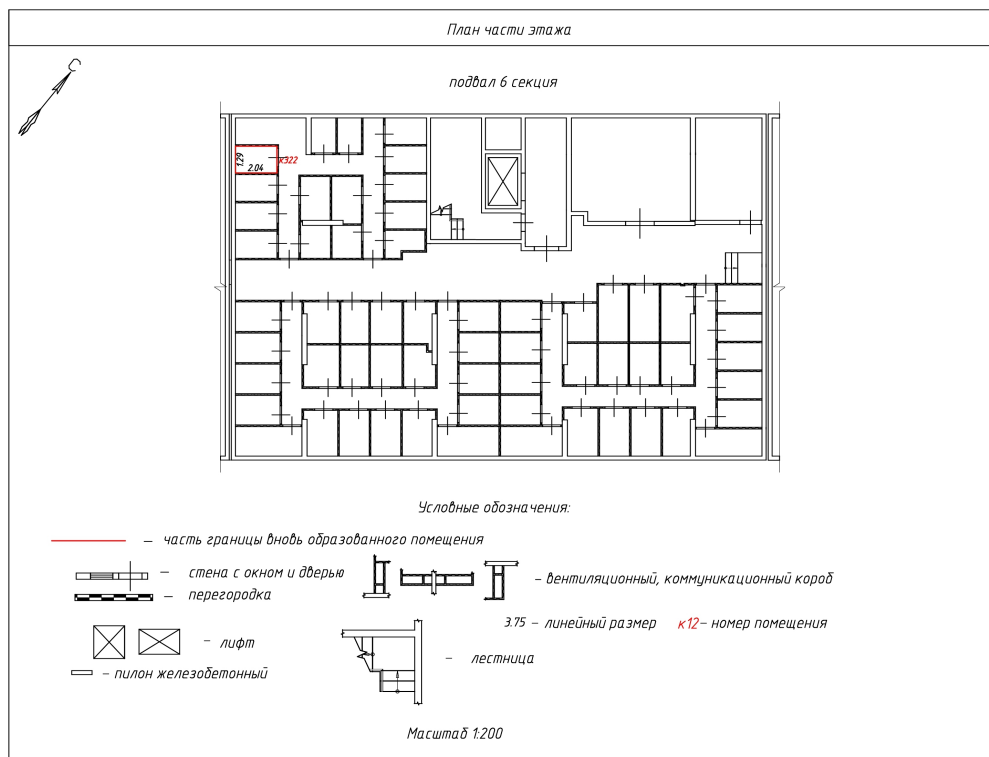 План части этажа
С
подвал 6 секция
1.29
2.04
к322
Условные обозначения:
– часть границы вновь образованного помещения
– стена с окном и дверью
– перегородка
– вентиляционный, коммуникационный короб
3.75 – линейный размер к12 – номер помещения
– лифт
– лестница
– пилон железобетонный
Масштаб 1:200